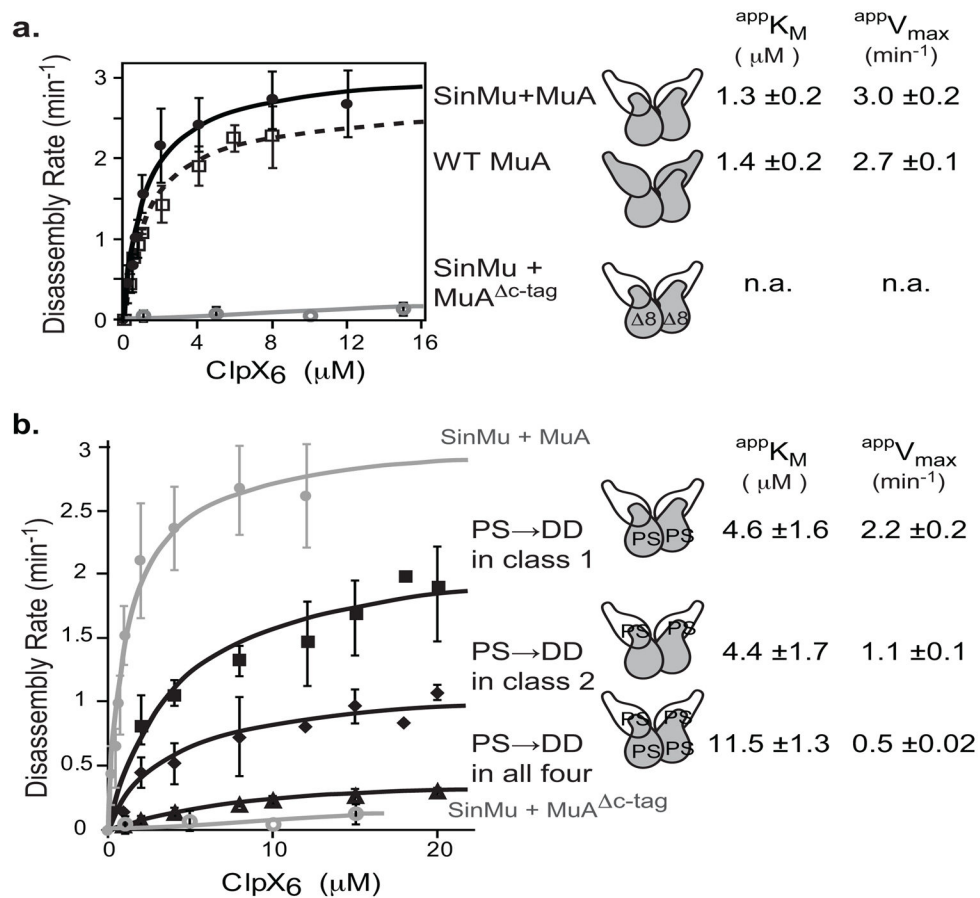 a.
appKM
(μM)
appVmax
(min-1)
Disassembly Rate (min-1)
3
2
1
0
0
4
8
12
16
ClpX6 (μM)
SinMu+MuA
1.3 ±0.2
3.0 ±0.2
WT MuA
1.4 ±0.2
2.7 ±0.1
SinMu +
MuAΔc-tag
Δ8
Δ8
n.a.
n.a.
b.
SinMu + MuA
appKM
(μM)
appVmax
(min-1)
Disassembly Rate (min-1)
3
2.5
2
1.5
1
0.5
0
0
5
10
15
20
ClpX6 (μM)
PS→DD
in class 1
PS
PS
4.6 ±1.6
2.2 ±0.2
PS→DD
in class 2
PS
PS
4.4 ±1.7
1.1 ±0.1
PS→DD
in all four
PS
PS
PS
PS
11.5 ±1.3
0.5 ±0.02
SinMu + MuAΔc-tag